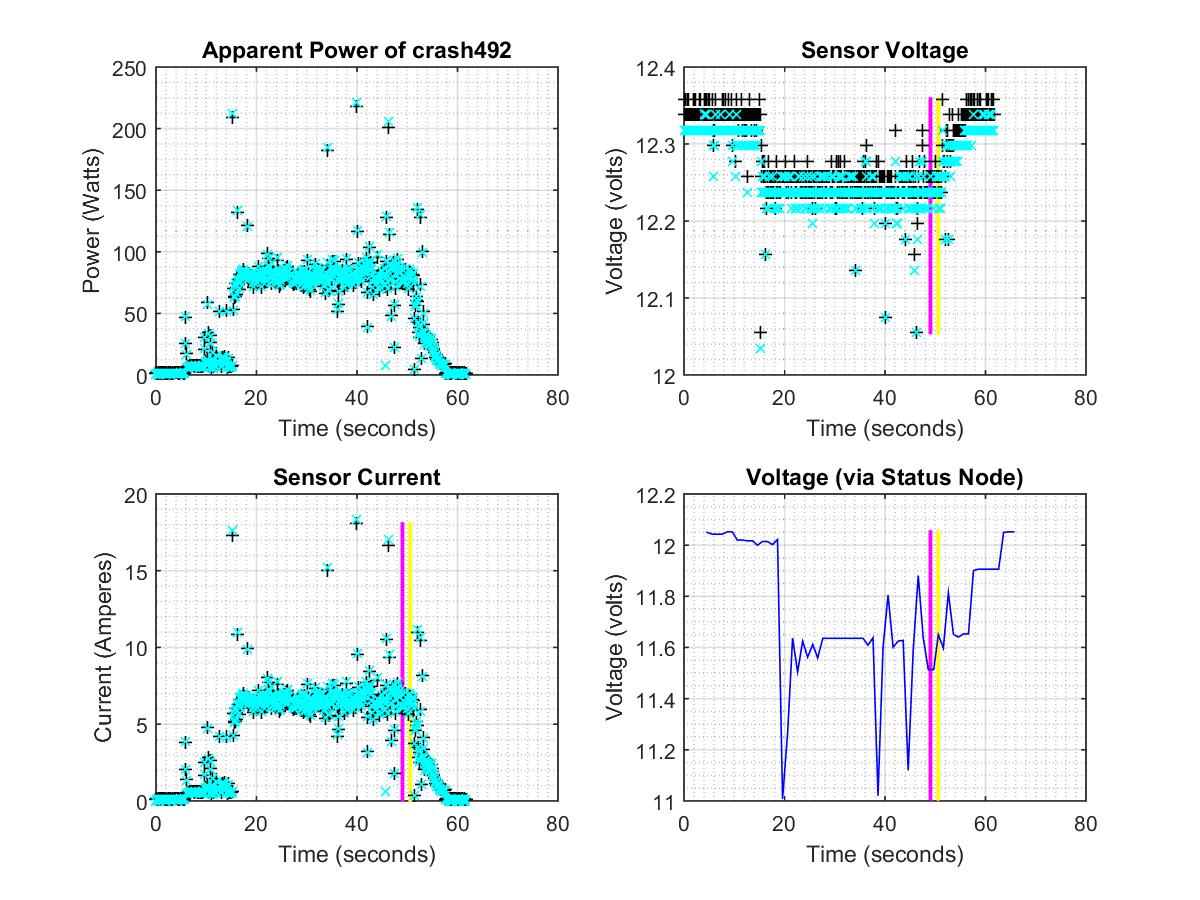 Apparent Power of crash492
250
200
150
100
50
0
Power (Watts)
0 20 40 60 80
Time (seconds)
Sensor Voltage
12.4
12.3
12.2
12.1
12
Voltage (volts)
0 20 40 60 80
Time (seconds)
Sensor Current
20
15
10
5
0
Current (Amperes)
0 20 40 60 80
Time (seconds)
Voltage (via Status Node)
12.2
12
11.8
11.6
11.4
11.2
11
Voltage (volts)
0 20 40 60 80
Time (seconds)